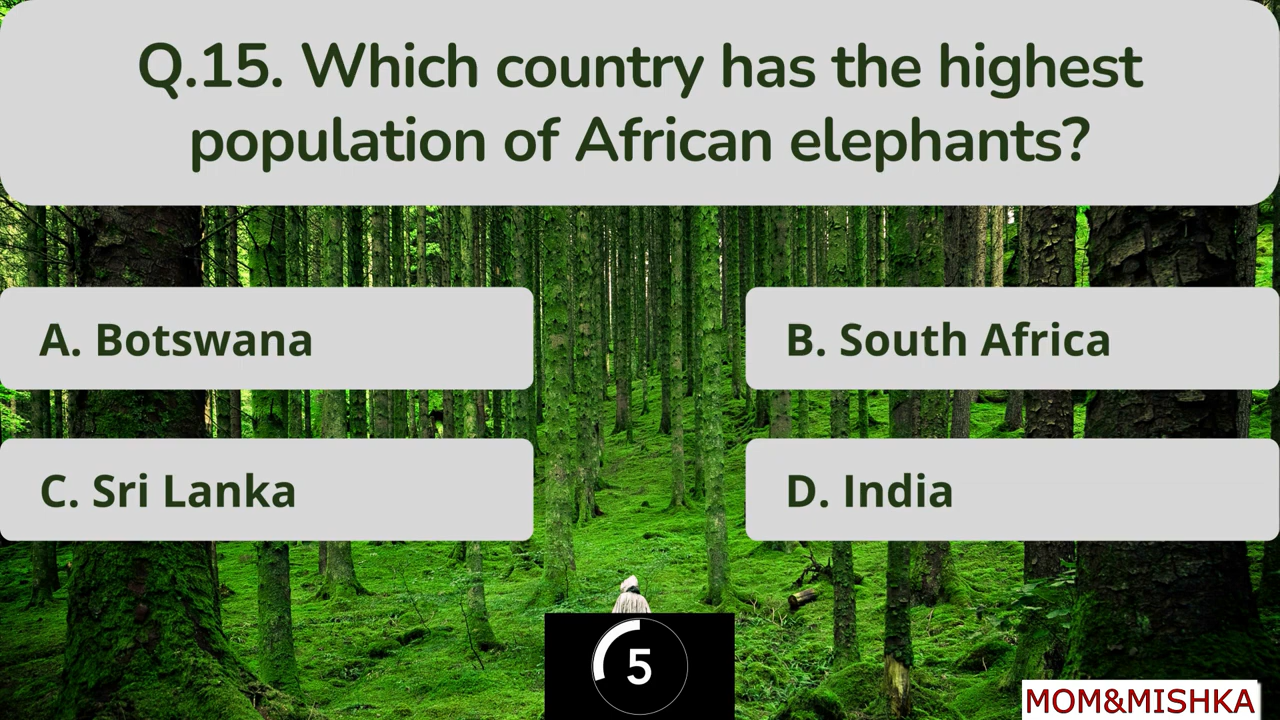 Q.15. Which country has the highest
population of African elephants?
A. Botswana
B. South Africa
C. Sri Lanka
D. India
5
MOM&MISHKA